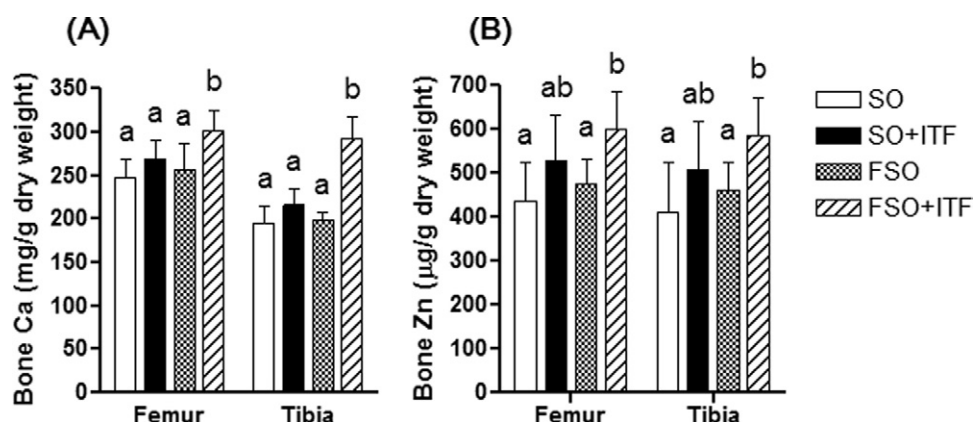 (A)
Bone Ca (mg/g dry weight)
350
300
250
200
150
100
50
0
a a a b
a a a b
Femur Tibia
(B)
Bone Zn (µg/g dry weight)
700
600
500
400
300
200
100
0
a ab a b
a ab a b
Femur Tibia
SO
SO+ITF
FSO
FSO+ITF